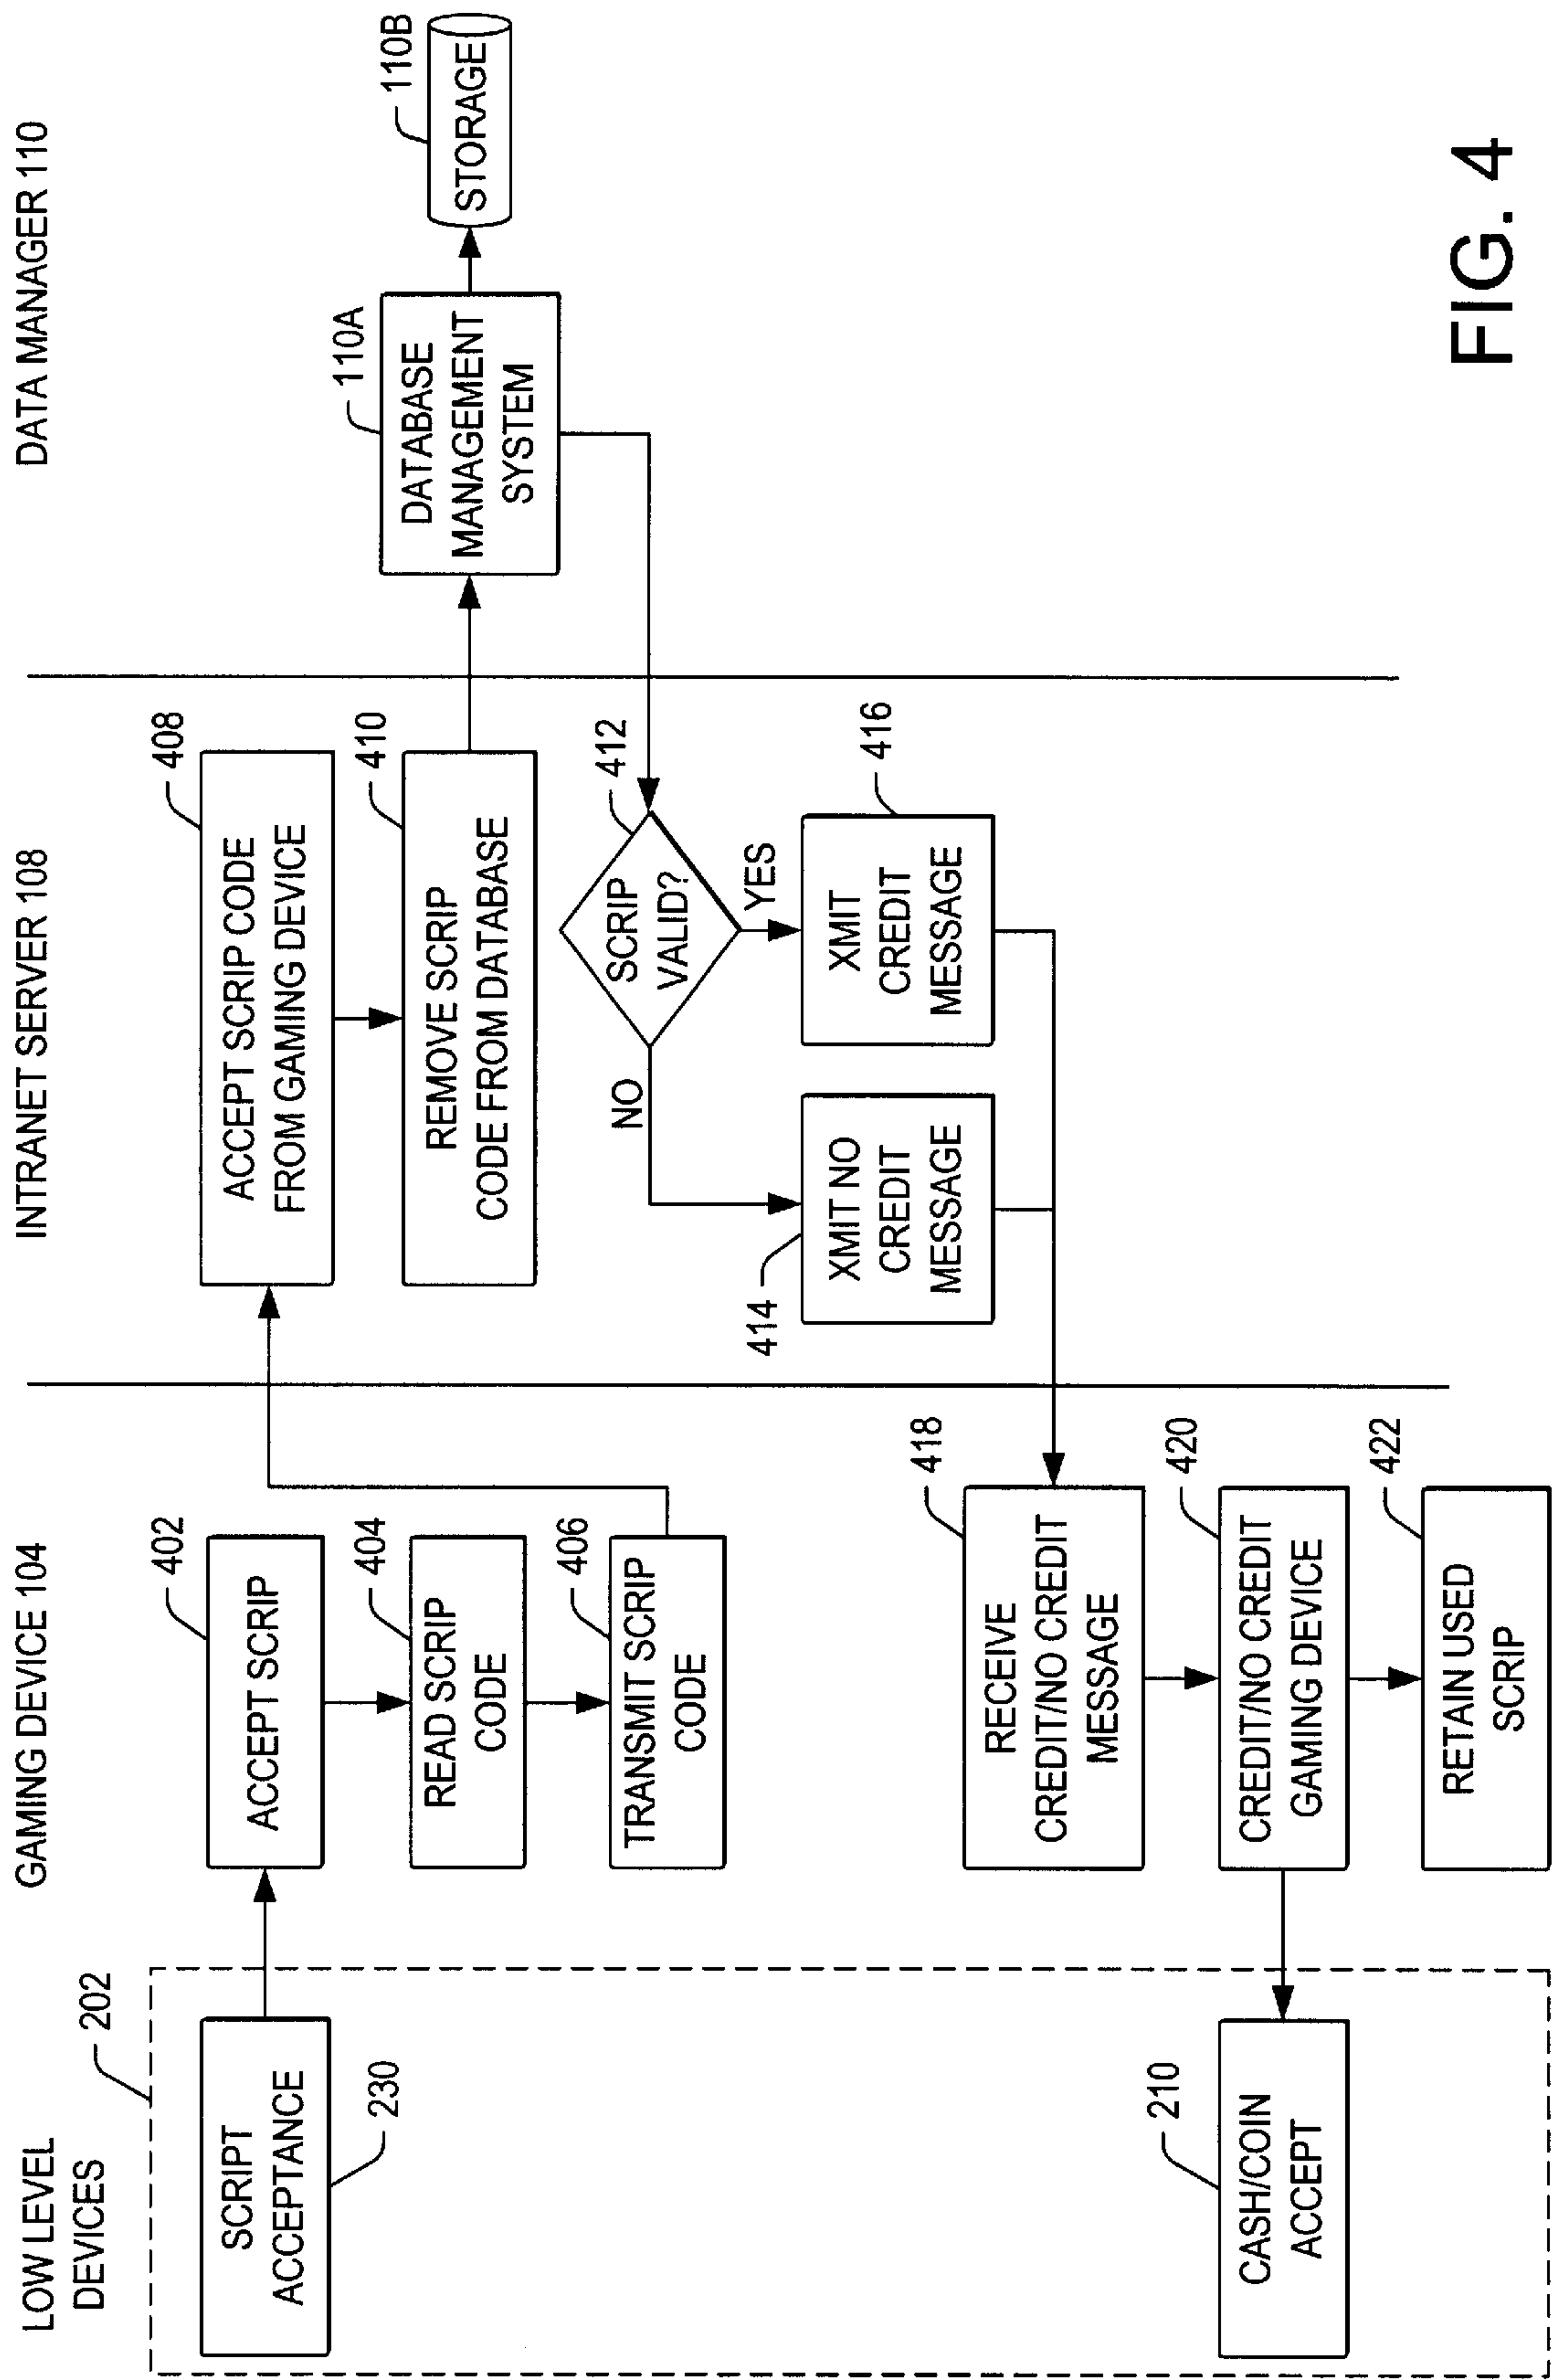 LOW LEVEL
DEVICES
GAMING DEVICE 104
INTRANET SERVER 108
DATA MANAGER 110
202
SCRIPT
ACCEPTANCE
230
402
ACCEPT SCRIP
404
READ SCRIP
CODE
406
TRANSMIT SCRIP
CODE
408
ACCEPT SCRIP CODE
FROM GAMING DEVICE
410
REMOVE SCRIP
CODE FROM DATABASE
110A
DATABASE
MANAGEMENT
SYSTEM
110B
STORAGE
412
SCRIP
VALID?
NO
YES
414
XMIT NO
CREDIT
MESSAGE
416
XMIT
CREDIT
MESSAGE
418
RECEIVE
CREDIT/NO CREDIT
MESSAGE
420
CREDIT/NO CREDIT
GAMING DEVICE
210
CASH/COIN
ACCEPT
422
RETAIN USED
SCRIP
FIG. 4